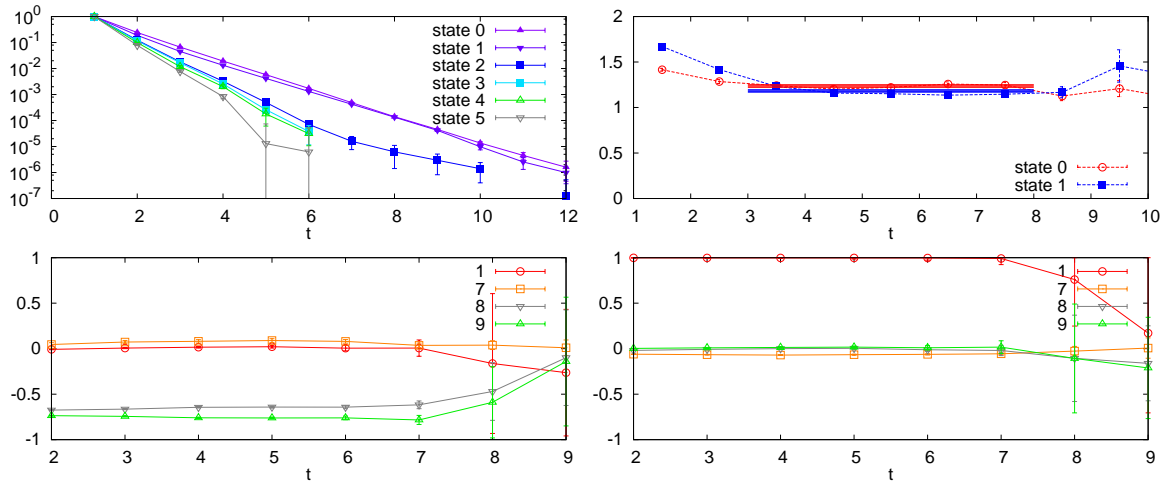 10^0
10^-1
10^-2
10^-3
10^-4
10^-5
10^-6
10^-7
0 2 4 6 8 10 12
t
state 0
state 1
state 2
state 3
state 4
state 5
2
1.5
1
0.5
0
1 2 3 4 5 6 7 8 9 10
t
state 0
state 1
1
0.5
0
-0.5
-1
2 3 4 5 6 7 8 9
t
1
7
8
9
1
0.5
0
-0.5
-1
2 3 4 5 6 7 8 9
t
1
7
8
9